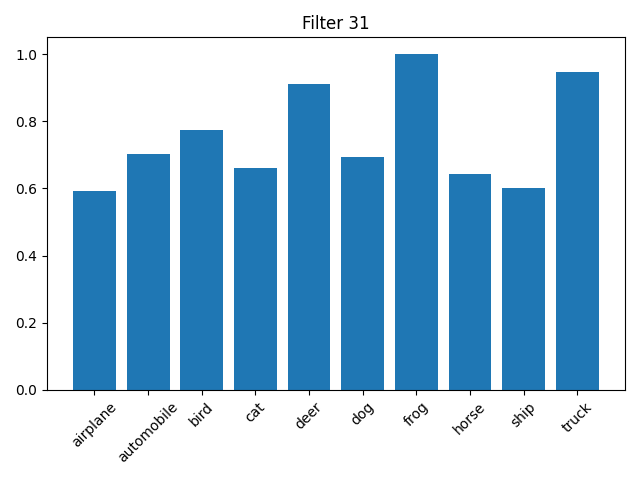 Filter 31
1.0
0.8
0.6
0.4
0.2
0.0
airplane
automobile
bird
cat
deer
dog
frog
horse
ship
truck